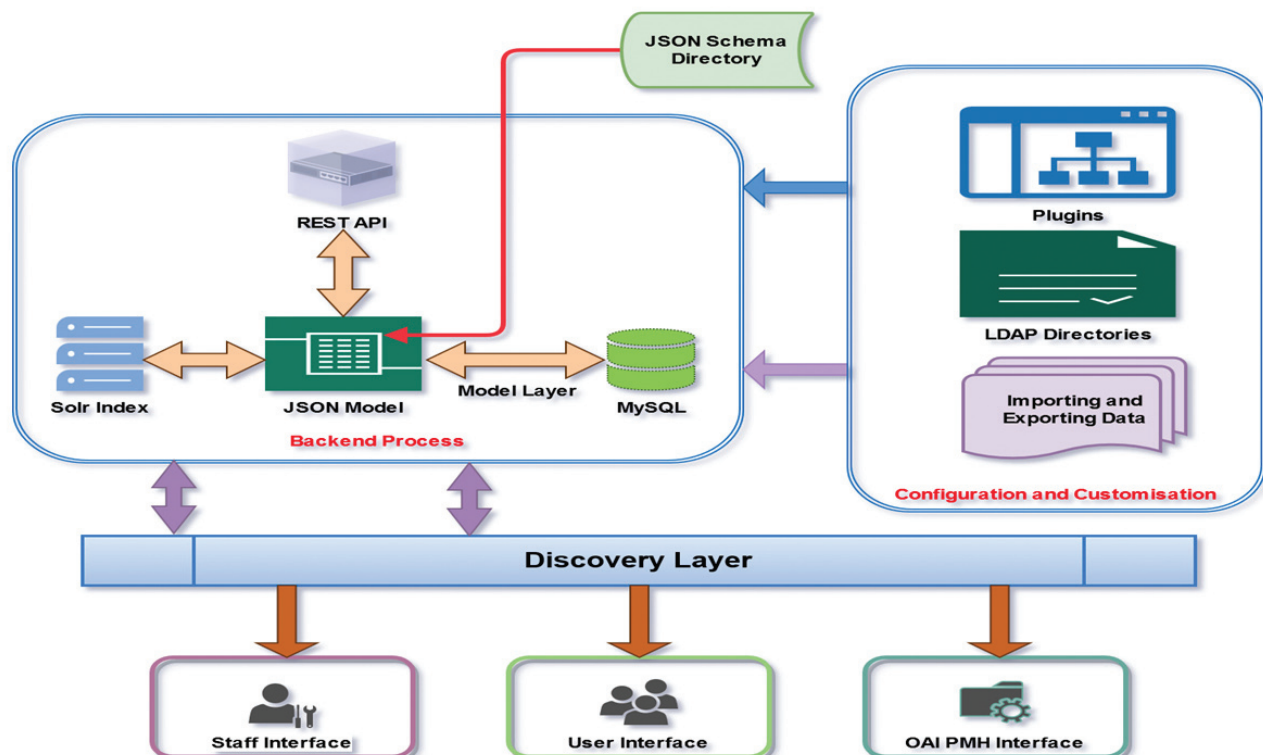 JSON Schema
Directory
REST API
Solr Index
JSON Model
Model Layer
MySQL
Backend Process
Plugins
LDAP Directories
Importing and
Exporting Data
Configuration and Customisation
Discovery Layer
Staff Interface
User Interface
OAI PMH Interface